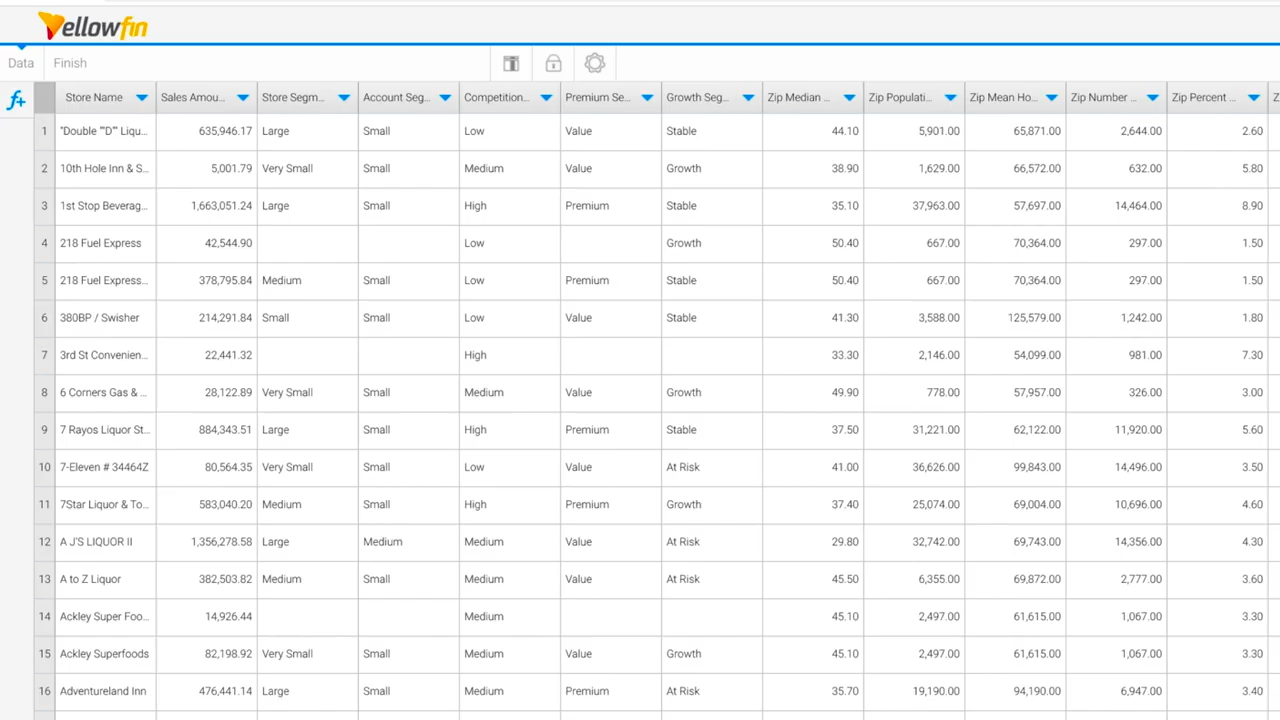 Yellowfin
Data Finish
f+ Store Name Sales Amou... Store Segm... Account Seg... Competition... Premium Se... Growth Seg... Zip Median ... Zip Populati... Zip Mean Ho... Zip Number ... Zip Percent ... Z
1 "Double ""D"" Liqu... 635,946.17 Large Small Low Value Stable 44.10 5,901.00 65,871.00 2,644.00 2.60
2 10th Hole Inn & S... 5,001.79 Very Small Small Medium Value Growth 38.90 1,629.00 66,572.00 632.00 5.80
3 1st Stop Beverag... 1,663,051.24 Large Small High Premium Stable 35.10 37,963.00 57,697.00 14,464.00 8.90
4 218 Fuel Express 42,544.90 Low Growth 50.40 667.00 70,364.00 297.00 1.50
5 218 Fuel Express... 378,795.84 Medium Small Low Premium Stable 50.40 667.00 70,364.00 297.00 1.50
6 380BP / Swisher 214,291.84 Small Small Low Value Stable 41.30 3,588.00 125,579.00 1,242.00 1.80
7 3rd St Convenien... 22,441.32 High 33.30 2,146.00 54,099.00 981.00 7.30
8 6 Corners Gas & ... 28,122.89 Very Small Small Medium Value Growth 49.90 778.00 57,957.00 326.00 3.00
9 7 Rayos Liquor St... 884,343.51 Large Small High Premium Stable 37.50 31,221.00 62,122.00 11,920.00 5.60
10 7-Eleven # 34464Z 80,564.35 Very Small Small Low Value At Risk 41.00 36,626.00 99,843.00 14,496.00 3.50
11 7Star Liquor & To... 583,040.20 Medium Small High Premium Growth 37.40 25,074.00 69,004.00 10,696.00 4.60
12 A J'S LIQUOR II 1,356,278.58 Large Medium Medium Value At Risk 29.80 32,742.00 69,743.00 14,356.00 4.30
13 A to Z Liquor 382,503.82 Medium Small Medium Value At Risk 45.50 6,355.00 69,872.00 2,777.00 3.60
14 Ackley Super Foo... 14,926.44 Medium 45.10 2,497.00 61,615.00 1,067.00 3.30
15 Ackley Superfoods 82,198.92 Very Small Small Medium Value Growth 45.10 2,497.00 61,615.00 1,067.00 3.30
16 Adventureland Inn 476,441.14 Large Small Medium Premium At Risk 35.70 19,190.00 94,190.00 6,947.00 3.40